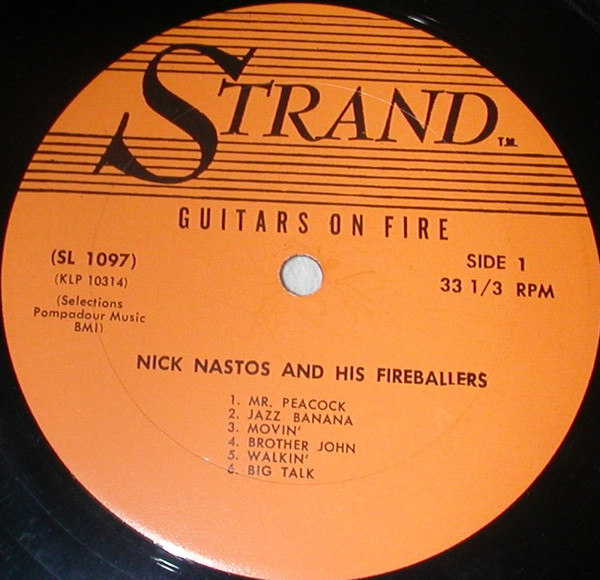 STRAND T.M.
GUITARS ON FIRE
(SL 1097)
(KLP 10314)
(Selections
Pompadour Music
BMI)
SIDE 1
33 1/3 RPM
NICK NASTOS AND HIS FIREBALLERS
1. MR. PEACOCK
2. JAZZ BANANA
3. MOVIN'
4. BROTHER JOHN
5. WALKIN'
6. BIG TALK